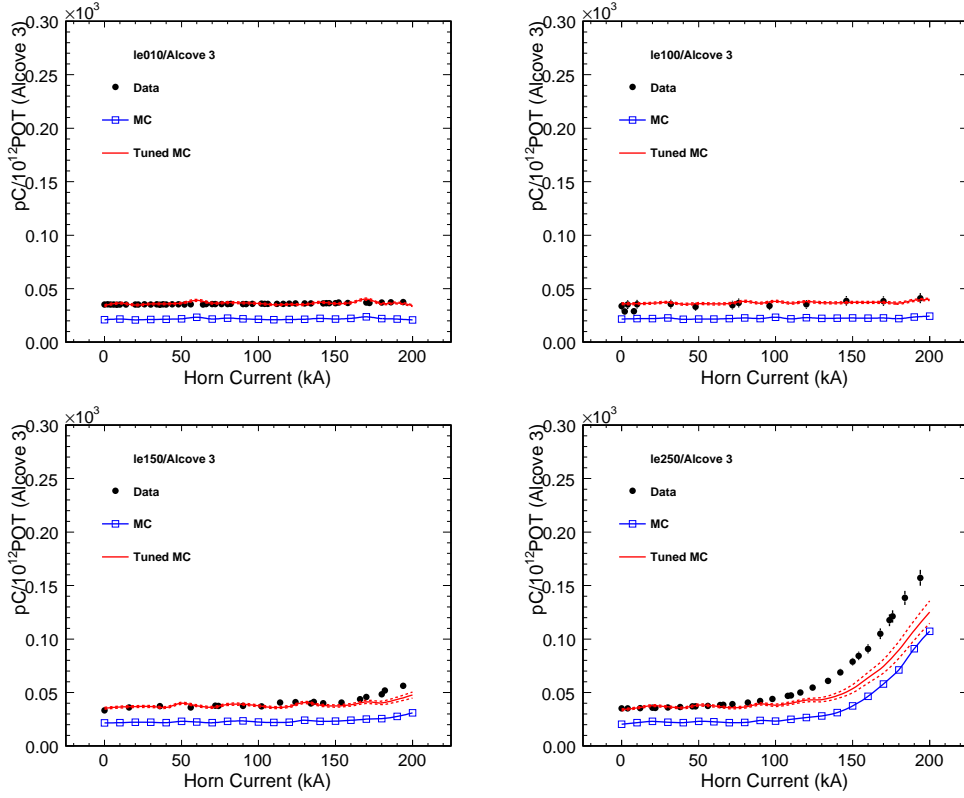 ×10³
0.30
0.25
0.20
0.15
0.10
0.05
0.00
pC/10¹²POT (Alcove 3)
le010/Alcove 3
Data
MC
Tuned MC
0 50 100 150 200
Horn Current (kA)
×10³
0.30
0.25
0.20
0.15
0.10
0.05
0.00
pC/10¹²POT (Alcove 3)
le100/Alcove 3
Data
MC
Tuned MC
0 50 100 150 200
Horn Current (kA)
×10³
0.30
0.25
0.20
0.15
0.10
0.05
0.00
pC/10¹²POT (Alcove 3)
le150/Alcove 3
Data
MC
Tuned MC
0 50 100 150 200
Horn Current (kA)
×10³
0.30
0.25
0.20
0.15
0.10
0.05
0.00
pC/10¹²POT (Alcove 3)
le250/Alcove 3
Data
MC
Tuned MC
0 50 100 150 200
Horn Current (kA)